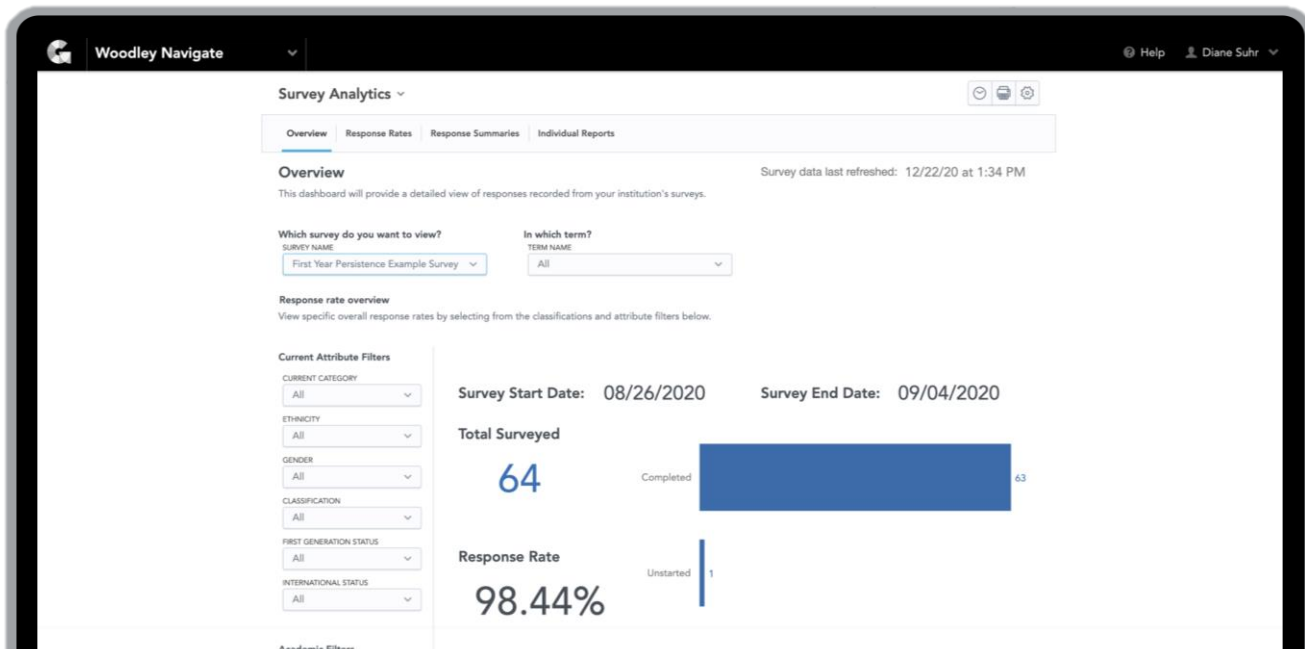 Woodley Navigate
Help Diane Suhr
Survey Analytics
Overview Response Rates Response Summaries Individual Reports
Overview
Survey data last refreshed: 12/22/20 at 1:34 PM
This dashboard will provide a detailed view of responses recorded from your institution's surveys.
Which survey do you want to view?
SURVEY NAME
First Year Persistence Example Survey
In which term?
TERM NAME
All
Response rate overview
View specific overall response rates by selecting from the classifications and attribute filters below.
Current Attribute Filters
CURRENT CATEGORY
All
ETHNICITY
All
GENDER
All
CLASSIFICATION
All
FIRST GENERATION STATUS
All
INTERNATIONAL STATUS
All
Academic Filters
Survey Start Date: 08/26/2020
Survey End Date: 09/04/2020
Total Surveyed
64
Completed
63
Response Rate
98.44%
Unstarted
1